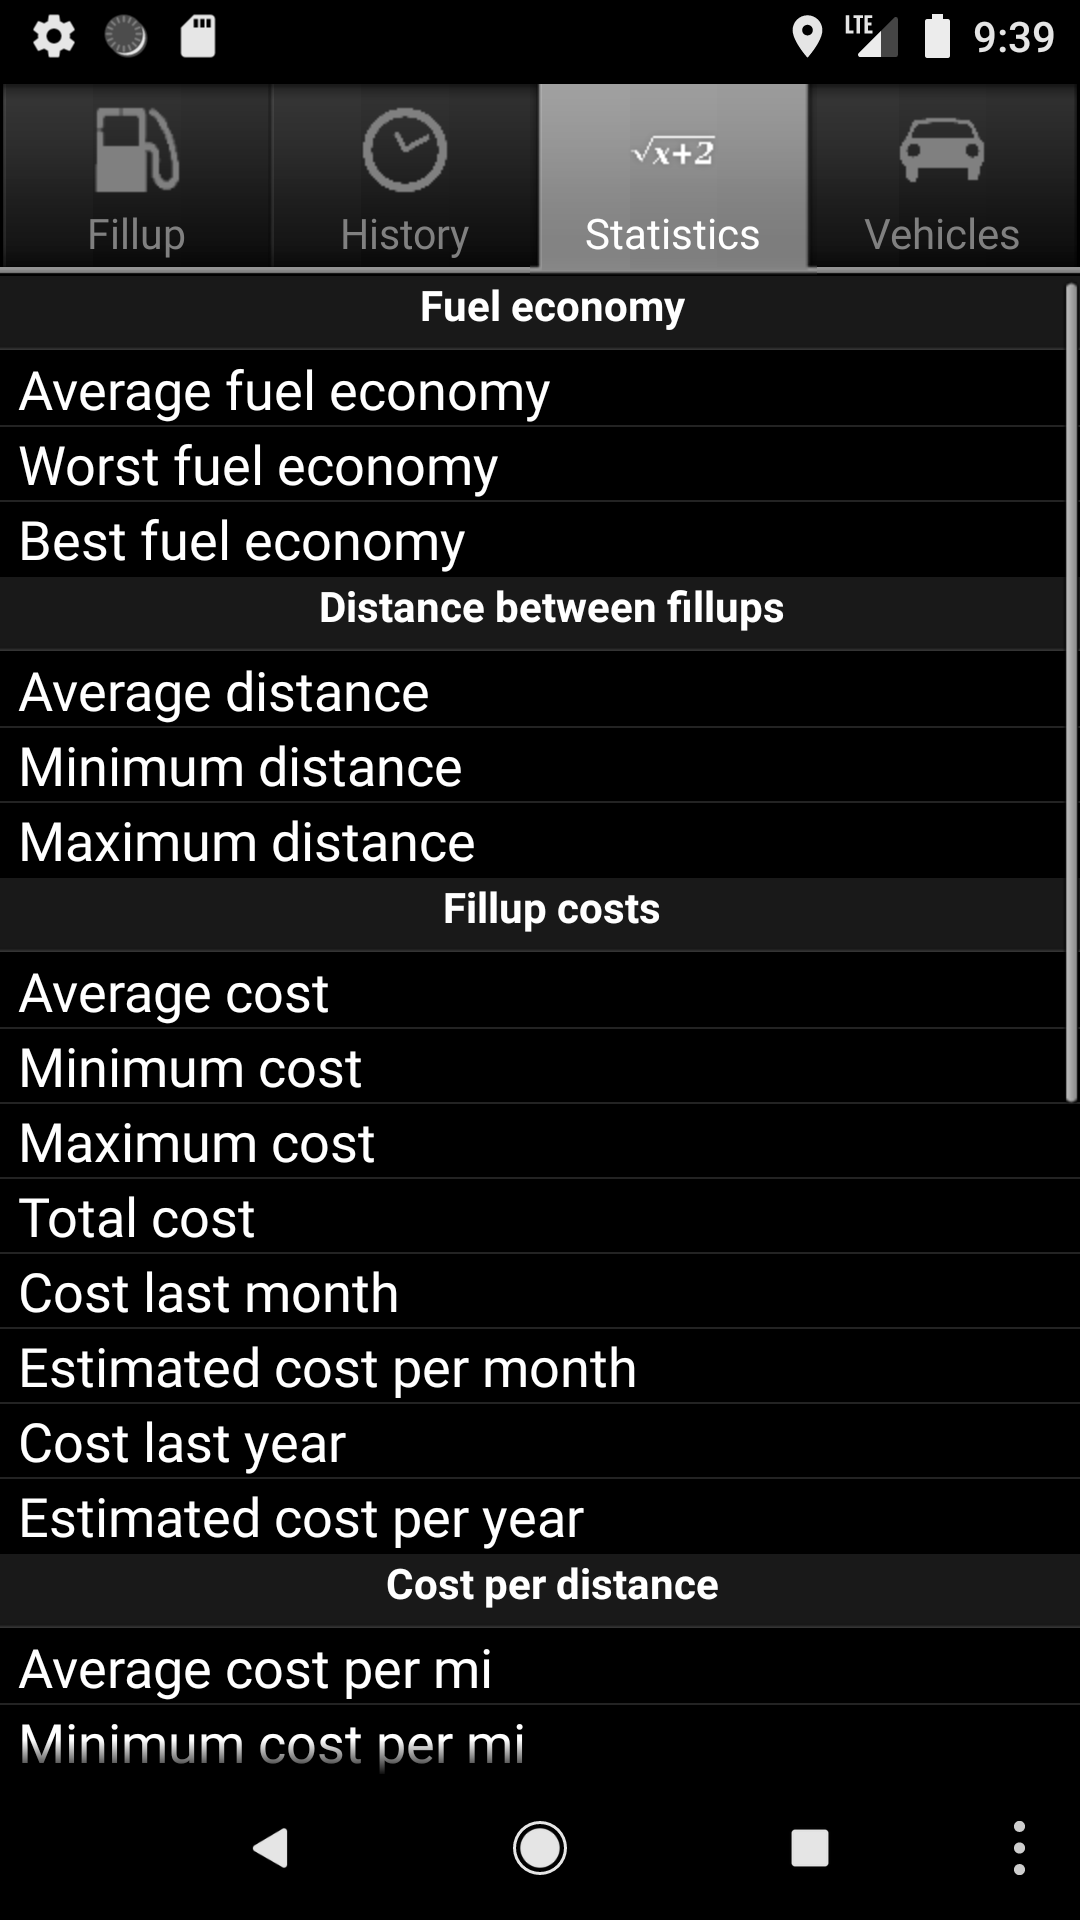 LTE 9:39
√x+2
Fillup History Statistics Vehicles
Fuel economy
Average fuel economy
Worst fuel economy
Best fuel economy
Distance between fillups
Average distance
Minimum distance
Maximum distance
Fillup costs
Average cost
Minimum cost
Maximum cost
Total cost
Cost last month
Estimated cost per month
Cost last year
Estimated cost per year
Cost per distance
Average cost per mi
Minimum cost per mi